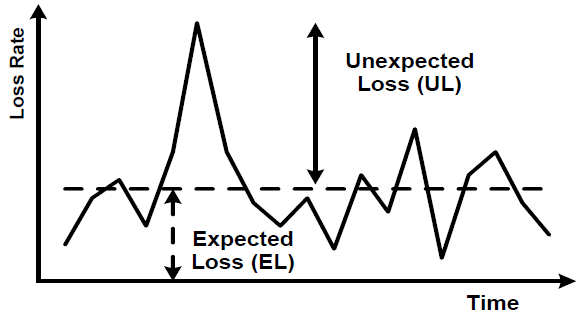 Loss Rate
Unexpected
Loss (UL)
Expected
Loss (EL)
Time